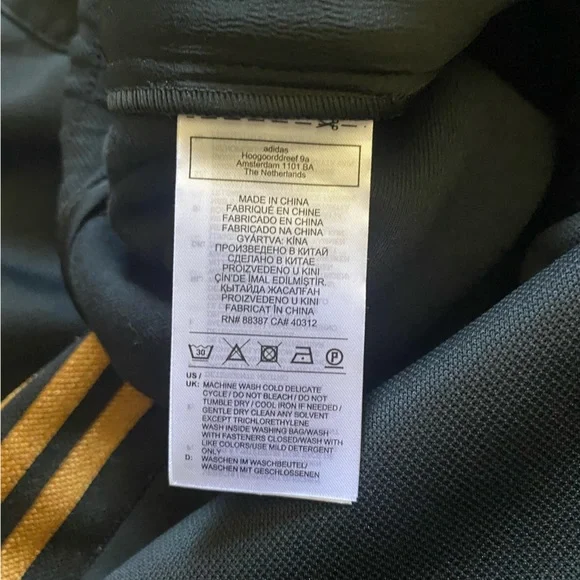 adidas
Hoogoorddreef 9a
Amsterdam 1101 BA
The Netherlands
MADE IN CHINA
FABRIQUÉ EN CHINE
FABRICADO EN CHINA
FABRICADO NA CHINA
GYÁRTVA: KÍNA
ПРОИЗВЕДЕНО В КИТАЙ
СДЕЛАНО В КИТАЕ
PROIZVEDENO U KINI
ÇİN'DE İMAL EDİLMİŞTİR.
ҚЫТАЙДА ЖАСАЛҒАН
PROIZVEDENO U KINI
FABRICAT ÎN CHINA
RN# 88387 CA# 40312
30 P
US /
UK: MACHINE WASH COLD DELICATE
CYCLE / DO NOT BLEACH / DO NOT
TUMBLE DRY / COOL IRON IF NEEDED /
GENTLE DRY CLEAN ANY SOLVENT
EXCEPT TRICHLORETHYLENE
WASH INSIDE WASHING BAG/WASH
WITH FASTENERS CLOSED/WASH WITH
LIKE COLORS/USE MILD DETERGENT
ONLY
D: WASCHEN IM WASCHBEUTEL/
WASCHEN MIT GESCHLOSSENEN